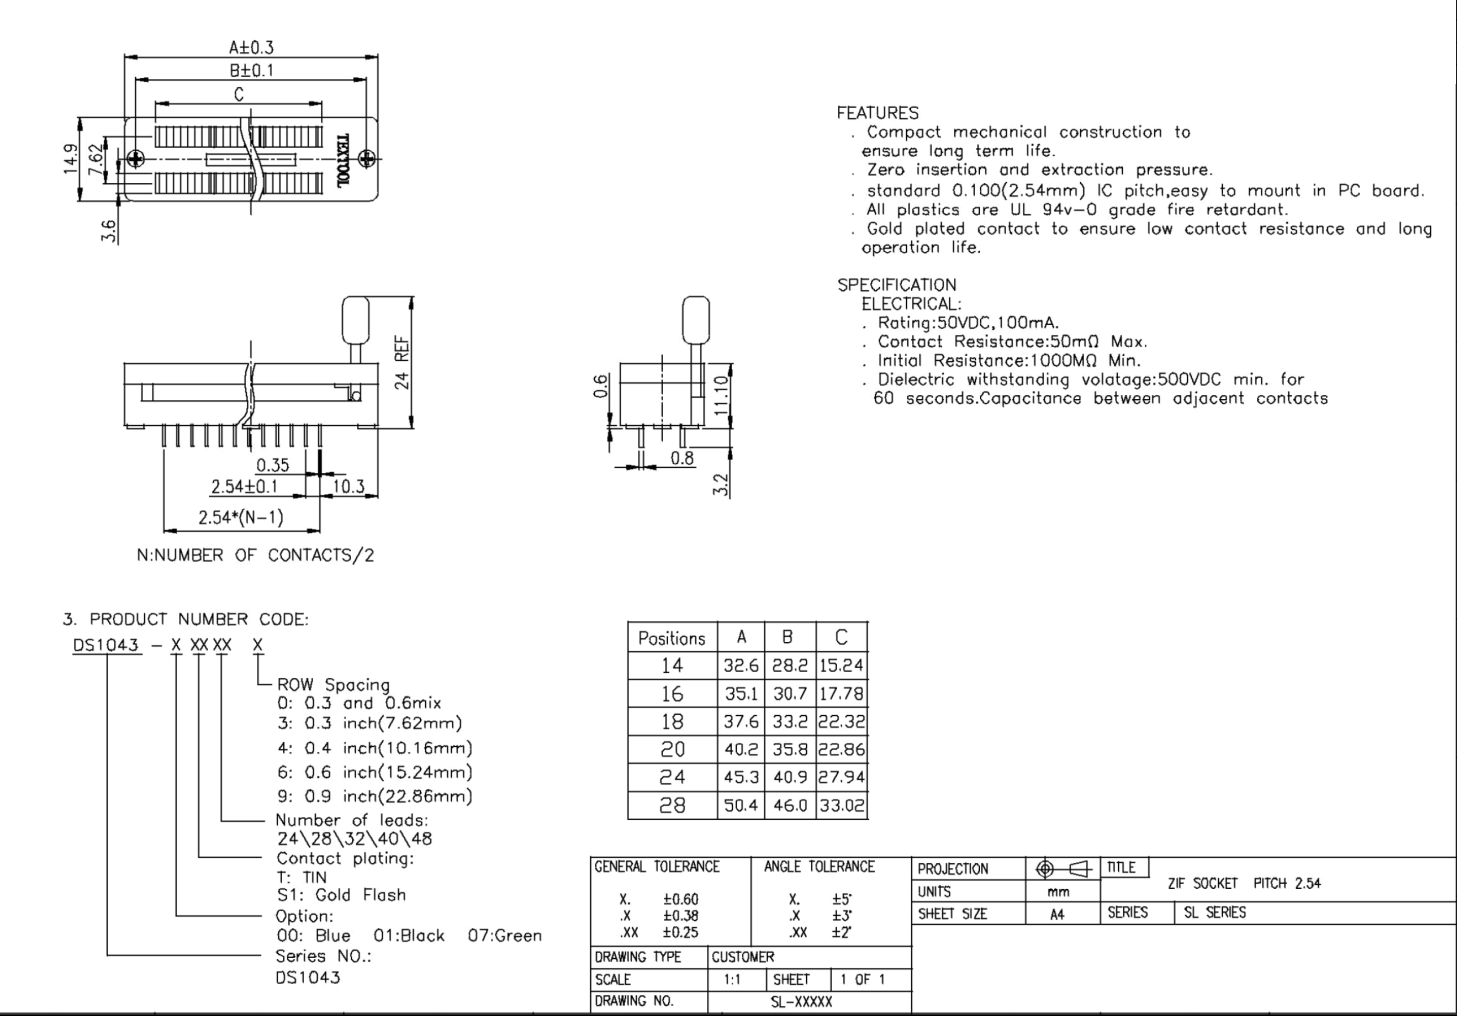 A±0.3
B±0.1
C
14.9
7.62
3.6
TEXTOOL
FEATURES
. Compact mechanical construction to
ensure long term life.
. Zero insertion and extraction pressure.
. standard 0.100(2.54mm) IC pitch,easy to mount in PC board.
. All plastics are UL 94v-0 grade fire retardant.
. Gold plated contact to ensure low contact resistance and long
operation life.
SPECIFICATION
ELECTRICAL:
. Rating:50VDC,100mA.
. Contact Resistance:50mΩ Max.
. Initial Resistance:1000MΩ Min.
. Dielectric withstanding volatage:500VDC min. for
60 seconds.Capacitance between adjacent contacts
24 REF
0.35
2.54±0.1
10.3
2.54*(N-1)
N:NUMBER OF CONTACTS/2
0.6
11.10
0.8
3.2
3. PRODUCT NUMBER CODE:
DS1043 - X XX XX X
ROW Spacing
0: 0.3 and 0.6mix
3: 0.3 inch(7.62mm)
4: 0.4 inch(10.16mm)
6: 0.6 inch(15.24mm)
9: 0.9 inch(22.86mm)
Number of leads:
24\28\32\40\48
Contact plating:
T: TIN
S1: Gold Flash
Option:
00: Blue 01:Black 07:Green
Series NO.:
DS1043
Positions A B C
14 32.6 28.2 15.24
16 35.1 30.7 17.78
18 37.6 33.2 22.32
20 40.2 35.8 22.86
24 45.3 40.9 27.94
28 50.4 46.0 33.02
GENERAL TOLERANCE
X. ±0.60
.X ±0.38
.XX ±0.25
ANGLE TOLERANCE
X. ±5°
.X ±3°
.XX ±2°
DRAWING TYPE CUSTOMER
SCALE 1:1 SHEET 1 OF 1
DRAWING NO. SL-XXXXX
PROJECTION
UNITS mm
SHEET SIZE A4
TITLE
ZIF SOCKET PITCH 2.54
SERIES SL SERIES